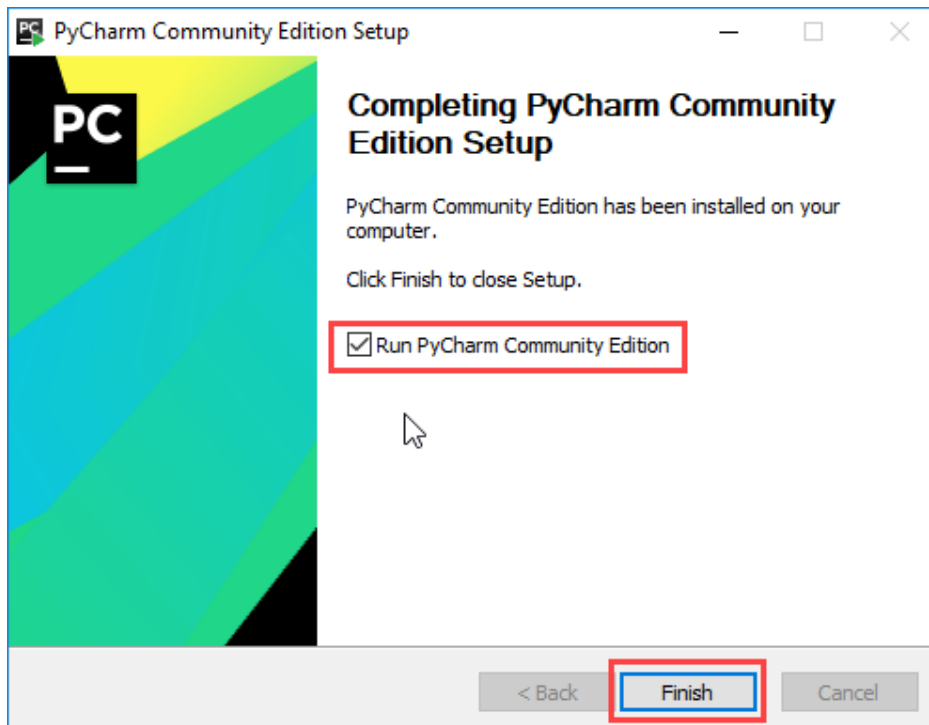 PC PyCharm Community Edition Setup
PC
Completing PyCharm Community
Edition Setup
PyCharm Community Edition has been installed on your
computer.
Click Finish to close Setup.
Run PyCharm Community Edition
< Back Finish Cancel